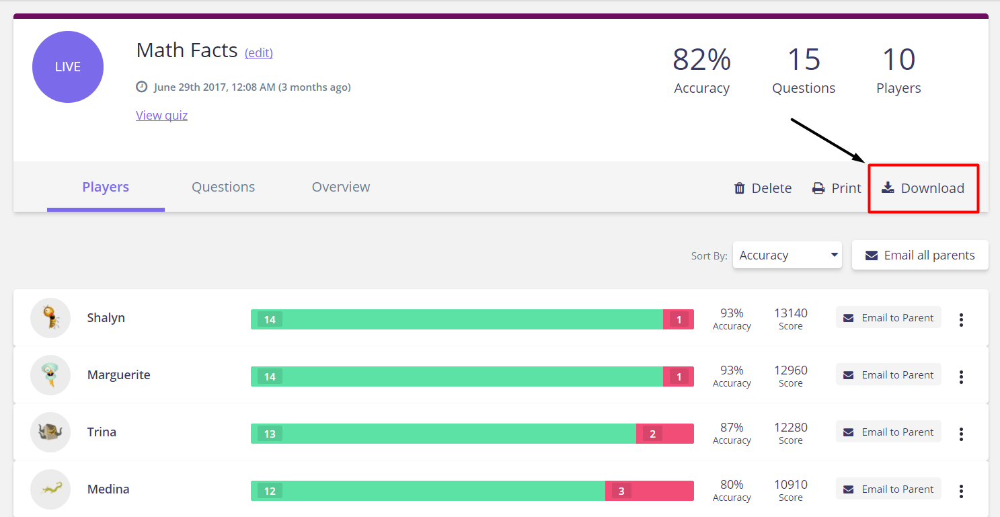 LIVE
Math Facts (edit)
June 29th 2017, 12:08 AM (3 months ago)
View quiz
82% 15 10
Accuracy Questions Players
Players Questions Overview Delete Print Download
Sort By: Accuracy Email all parents
Shalyn 14 1 93% Accuracy 13140 Score Email to Parent
Marguerite 14 1 93% Accuracy 12960 Score Email to Parent
Trina 13 2 87% Accuracy 12280 Score Email to Parent
Medina 12 3 80% Accuracy 10910 Score Email to Parent